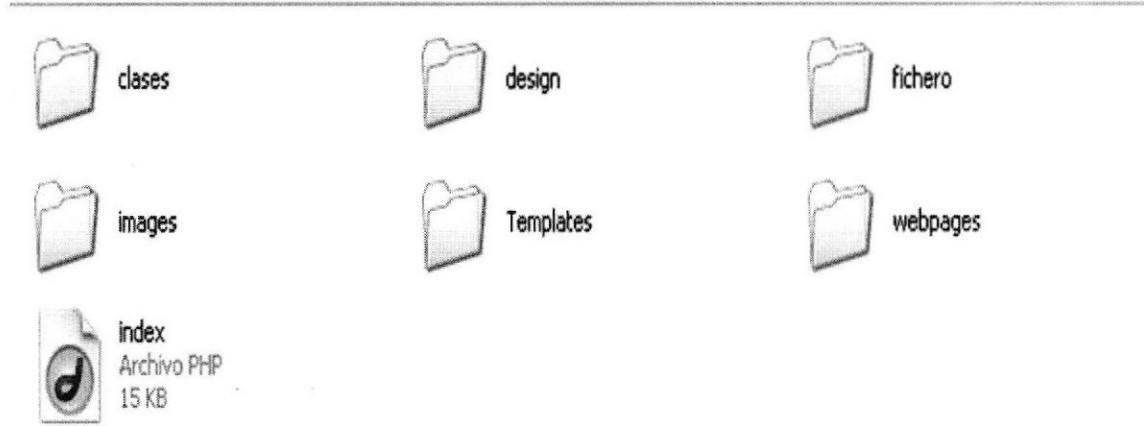 clases
design
fichero
images
Templates
webpages
index
Archivo PHP
15 KB